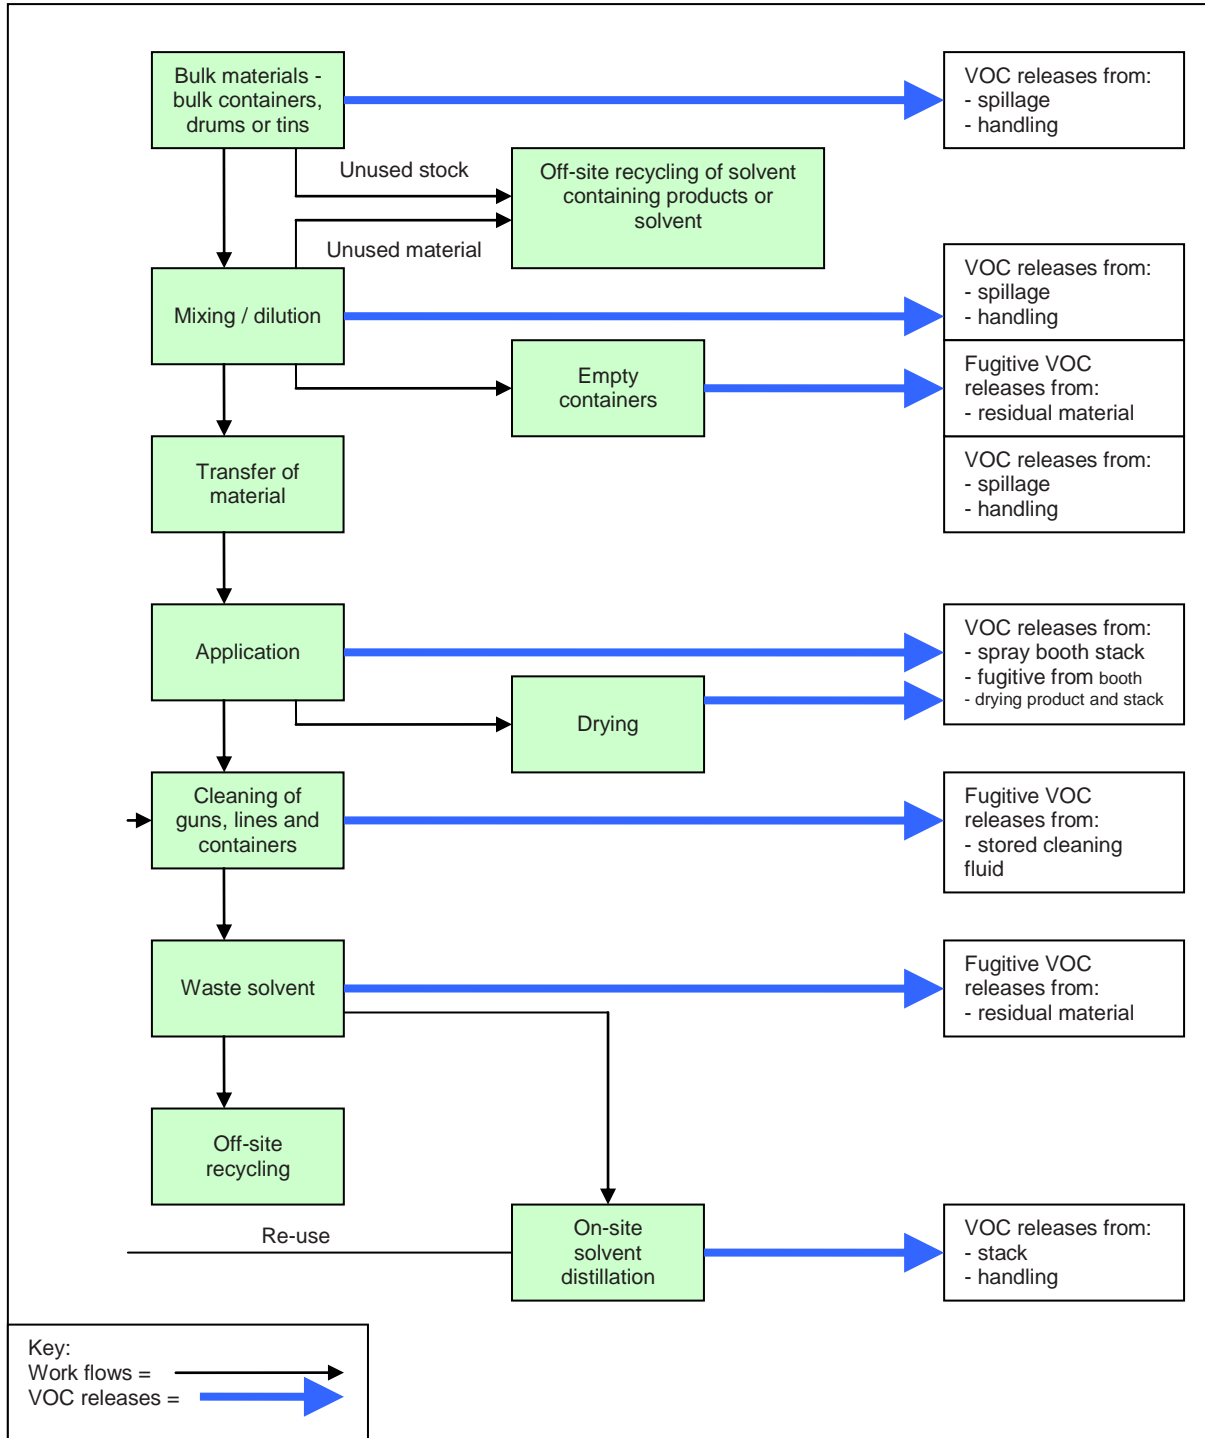 Bulk materials -
bulk containers,
drums or tins
VOC releases from:
- spillage
- handling
Unused stock
Off-site recycling of solvent
containing products or
solvent
Unused material
Mixing / dilution
VOC releases from:
- spillage
- handling
Empty
containers
Fugitive VOC
releases from:
- residual material
Transfer of
material
VOC releases from:
- spillage
- handling
Application
VOC releases from:
- spray booth stack
- fugitive from booth
- drying product and stack
Drying
Cleaning of
guns, lines and
containers
Fugitive VOC
releases from:
- stored cleaning
fluid
Waste solvent
Fugitive VOC
releases from:
- residual material
Off-site
recycling
Re-use
On-site
solvent
distillation
VOC releases from:
- stack
- handling
Key:
Work flows =
VOC releases =